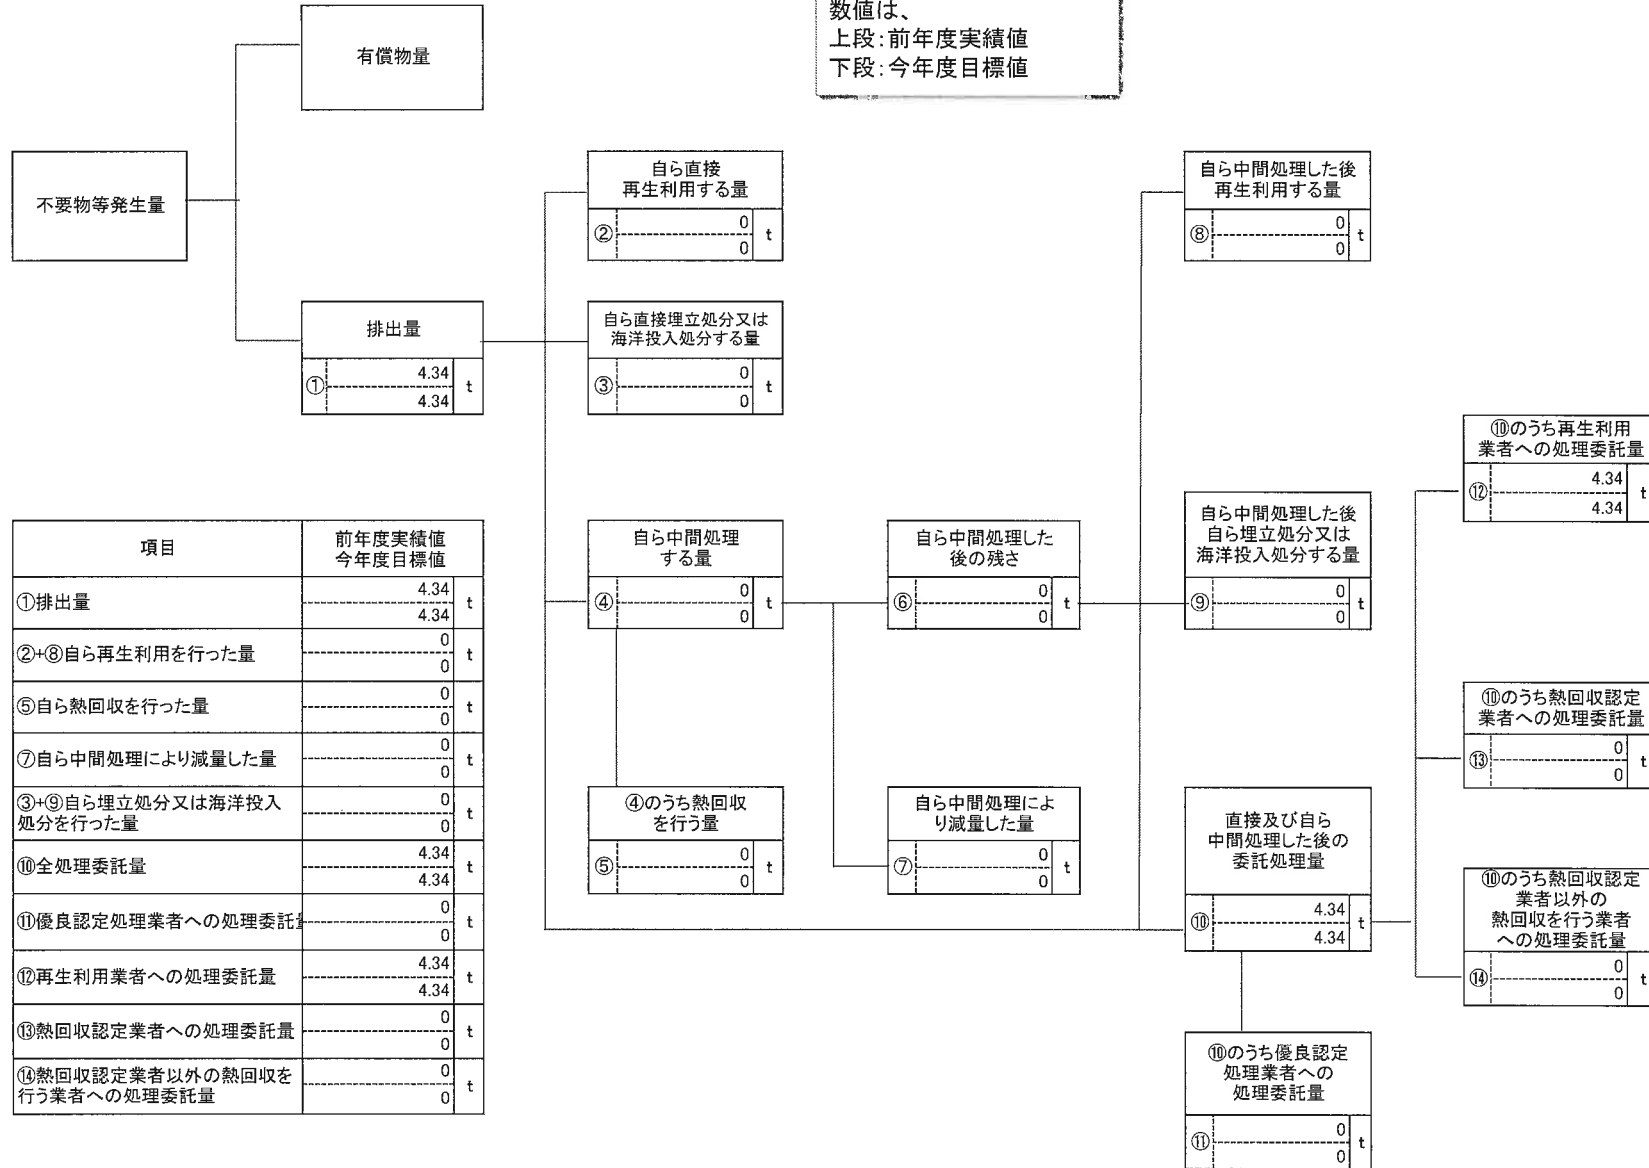 数値は、
上段：前年度実績値
下段：今年度目標値
有償物量
不要物等発生量
自ら直接
再生利用する量
② 0 t
0
自ら中間処理した後
再生利用する量
⑧ 0 t
0
排出量
① 4.34 t
4.34
自ら直接埋立処分又は
海洋投入処分する量
③ 0 t
0
⑩のうち再生利用
業者への処理委託量
⑫ 4.34 t
4.34
自ら中間処理
する量
④ 0 t
0
自ら中間処理した
後の残さ
⑥ 0 t
0
自ら中間処理した後
自ら埋立処分又は
海洋投入処分する量
⑨ 0 t
0
⑩のうち熱回収認定
業者への処理委託量
⑬ 0 t
0
④のうち熱回収
を行う量
⑤ 0 t
0
自ら中間処理によ
り減量した量
⑦ 0 t
0
直接及び自ら
中間処理した後の
委託処理量
⑩ 4.34 t
4.34
⑩のうち熱回収認定
業者以外の
熱回収を行う業者
への処理委託量
⑭ 0 t
0
⑩のうち優良認定
処理業者への
処理委託量
⑪ 0 t
0
項目 前年度実績値
今年度目標値
①排出量 4.34 t
4.34
②+⑧自ら再生利用を行った量 0 t
0
⑤自ら熱回収を行った量 0 t
0
⑦自ら中間処理により減量した量 0 t
0
③+⑨自ら埋立処分又は海洋投入
処分を行った量 0 t
0
⑩全処理委託量 4.34 t
4.34
⑪優良認定処理業者への処理委託量 0 t
0
⑫再生利用業者への処理委託量 4.34 t
4.34
⑬熱回収認定業者への処理委託量 0 t
0
⑭熱回収認定業者以外の熱回収を
行う業者への処理委託量 0 t
0